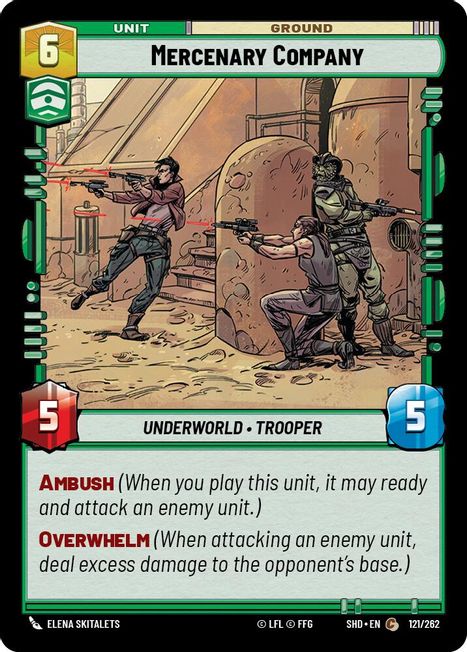 UNIT
GROUND
6
MERCENARY COMPANY
5
5
UNDERWORLD • TROOPER
AMBUSH (When you play this unit, it may ready
and attack an enemy unit.)
OVERWHELM (When attacking an enemy unit,
deal excess damage to the opponent's base.)
ELENA SKITALETS
© LFL © FFG
SHD • EN
C
121/262